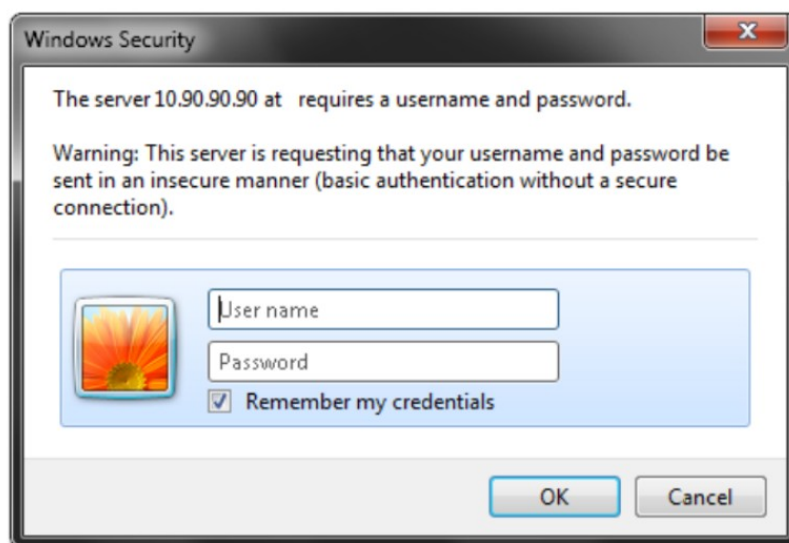 Windows Security
The server 10.90.90.90 at requires a username and password.
Warning: This server is requesting that your username and password be
sent in an insecure manner (basic authentication without a secure
connection).
User name
Password
Remember my credentials
OK Cancel